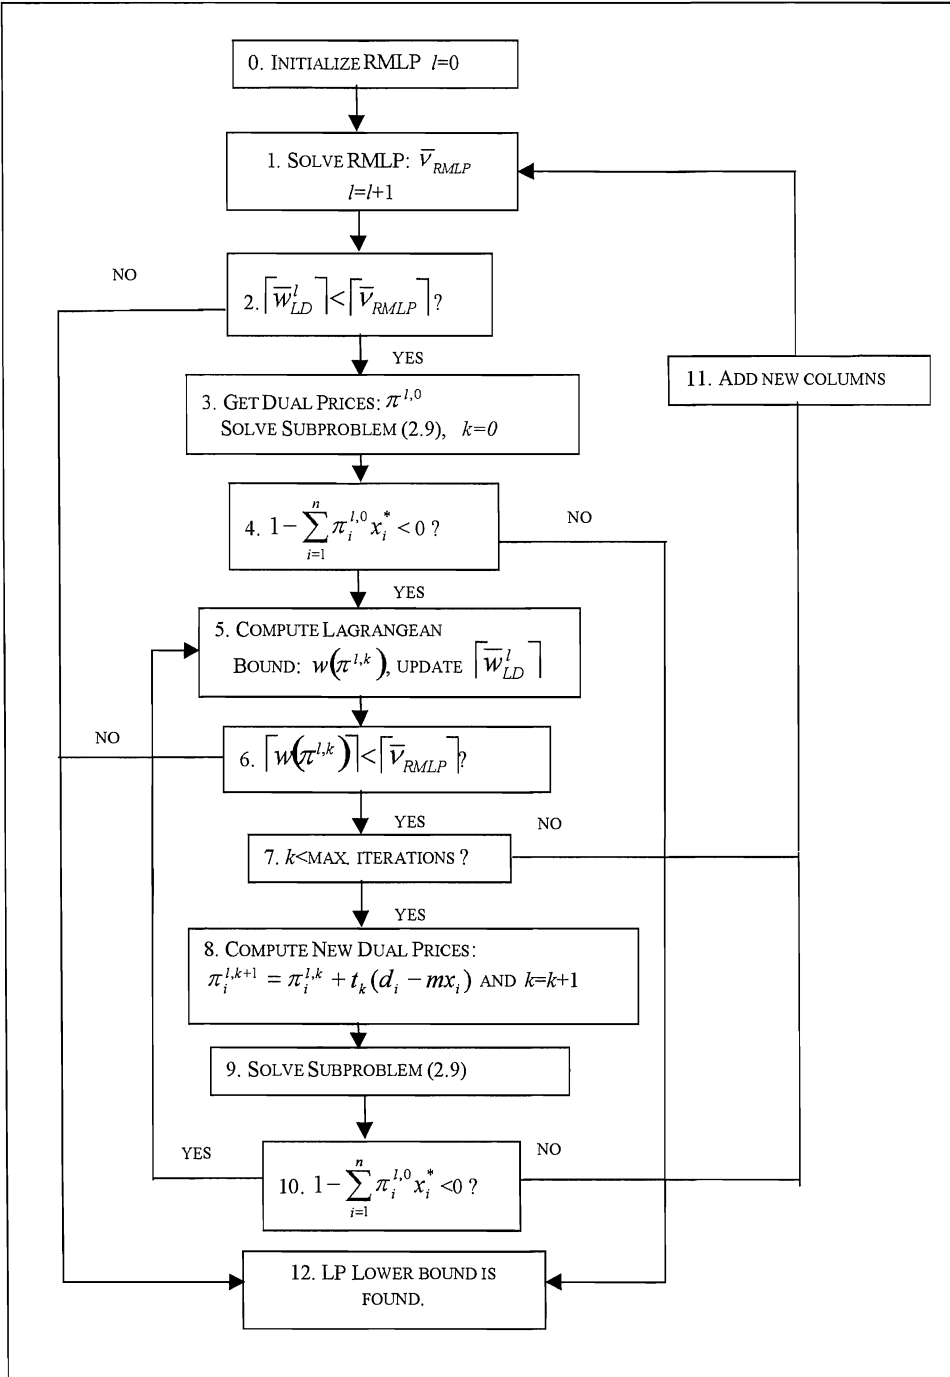 0. INITIALIZE RMLP l=0
1. SOLVE RMLP: v̅_RMLP
l=l+1
NO
2. ⌈w̅^l_LD⌉<⌈v̅_RMLP⌉?
YES
11. ADD NEW COLUMNS
3. GET DUAL PRICES: π^{l,0}
SOLVE SUBPROBLEM (2.9), k=0
4. 1−∑_{i=1}^{n} π_i^{l,0} x_i^* <0 ?
NO
YES
5. COMPUTE LAGRANGEAN
BOUND: w(π^{l,k}), UPDATE ⌈w̅^l_LD⌉
NO
6. ⌈w(π^{l,k})⌉<⌈v̅_RMLP⌉?
YES
NO
7. k<MAX. ITERATIONS ?
YES
8. COMPUTE NEW DUAL PRICES:
π_i^{l,k+1} = π_i^{l,k} + t_k(d_i − mx_i) AND k=k+1
9. SOLVE SUBPROBLEM (2.9)
YES
NO
10. 1−∑_{i=1}^{n} π_i^{l,0} x_i^* <0 ?
12. LP LOWER BOUND IS
FOUND.